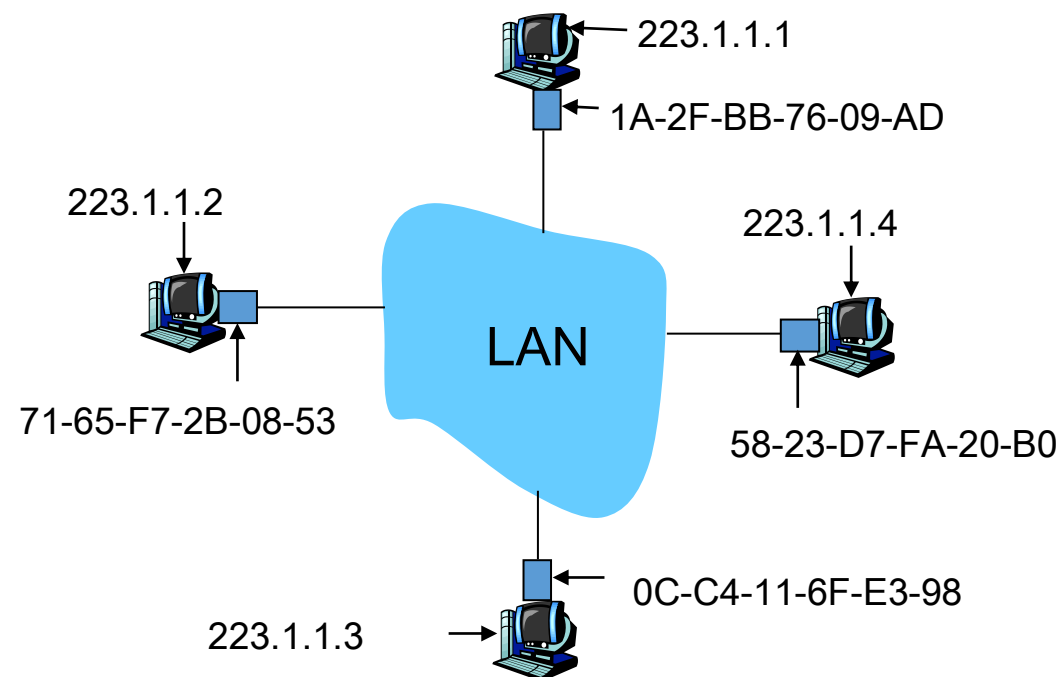 223.1.1.1
1A-2F-BB-76-09-AD
223.1.1.2
223.1.1.4
LAN
71-65-F7-2B-08-53
58-23-D7-FA-20-B0
0C-C4-11-6F-E3-98
223.1.1.3